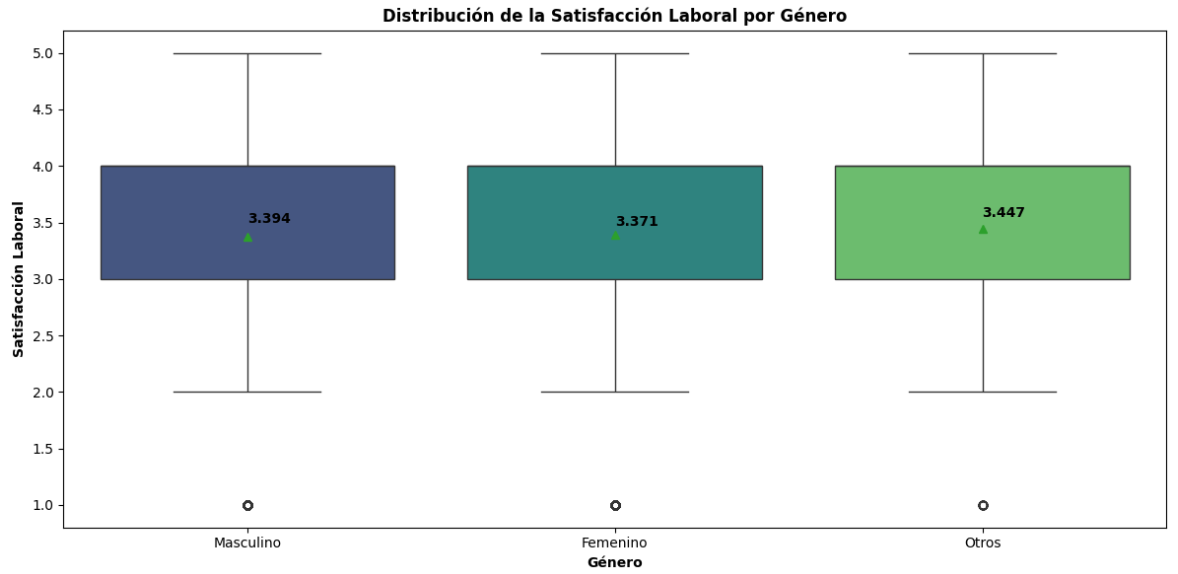 Distribución de la Satisfacción Laboral por Género
Satisfacción Laboral
5.0
4.5
4.0
3.5
3.0
2.5
2.0
1.5
1.0
3.394
3.371
3.447
Masculino
Femenino
Otros
Género